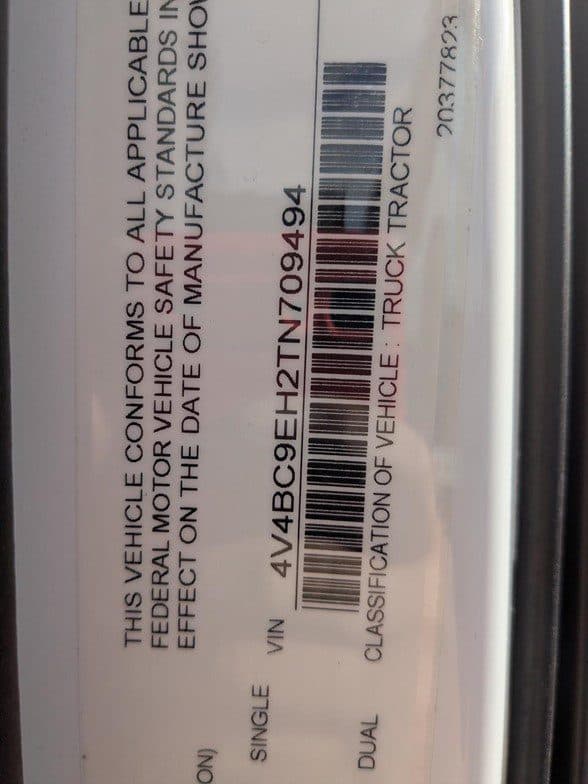 THIS VEHICLE CONFORMS TO ALL APPLICABLE
FEDERAL MOTOR VEHICLE SAFETY STANDARDS IN
EFFECT ON THE DATE OF MANUFACTURE SHOW
ON)
SINGLE VIN 4V4BC9EH2TN709494
DUAL CLASSIFICATION OF VEHICLE : TRUCK TRACTOR
20377823